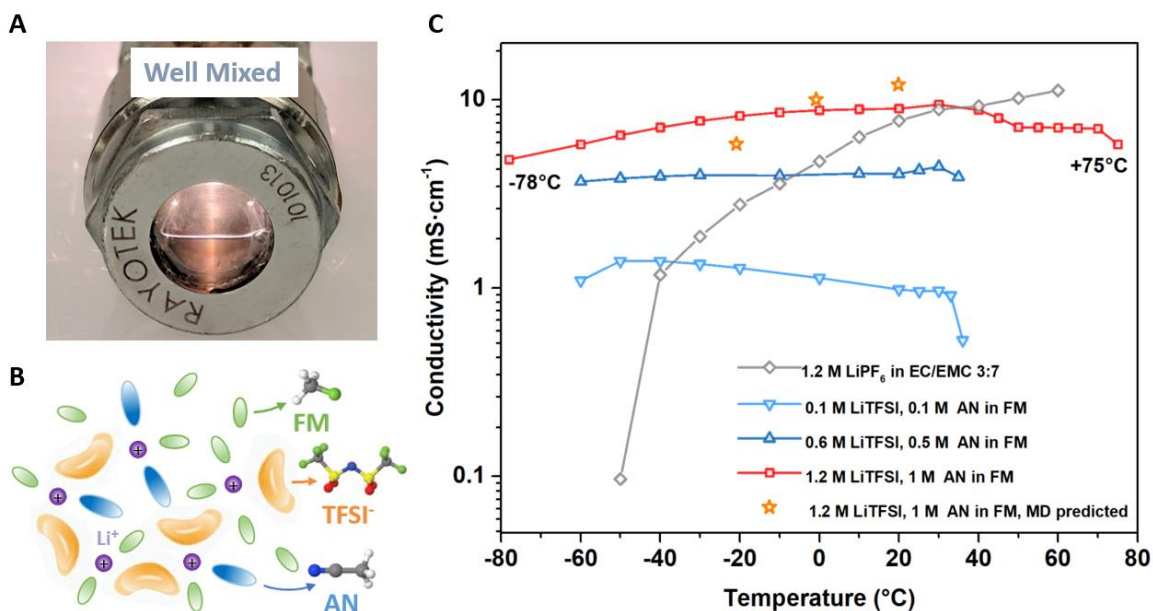 A
Well Mixed
RAYOTEK
101013
B
FM
TFSI⁻
Li⁺
+
+
+
+
+
AN
C
Conductivity (mS·cm⁻¹)
10
1
0.1
-78°C
+75°C
1.2 M LiPF₆ in EC/EMC 3:7
0.1 M LiTFSI, 0.1 M AN in FM
0.6 M LiTFSI, 0.5 M AN in FM
1.2 M LiTFSI, 1 M AN in FM
1.2 M LiTFSI, 1 M AN in FM, MD predicted
-80 -60 -40 -20 0 20 40 60 80
Temperature (°C)